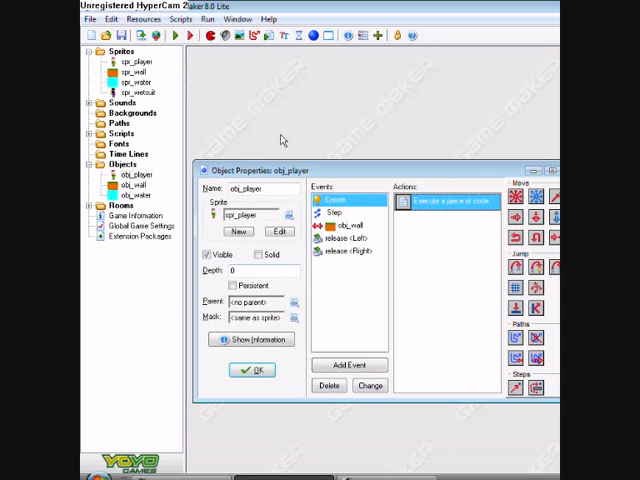 Unregistered HyperCam 2
aker 8.0 Lite
File Edit Resources Scripts Run Window Help
Sprites
spr_player
spr_wall
spr_water
spr_wetsuit
Sounds
Backgrounds
Paths
Scripts
Fonts
Time Lines
Objects
obj_player
obj_wall
obj_water
Rooms
Game Information
Global Game Settings
Extension Packages
YOYO
GAMES
GAME MAKER
Object Properties: obj_player
Name: obj_player
Sprite
spr_player
New Edit
Visible Solid
Depth: 0
Persistent
Parent: <no parent>
Mask: <same as sprite>
Show Information
OK
Events:
Create
Step
obj_wall
release <Left>
release <Right>
Add Event
Delete Change
Actions:
Execute a piece of code
Move
Jump
Paths
Steps